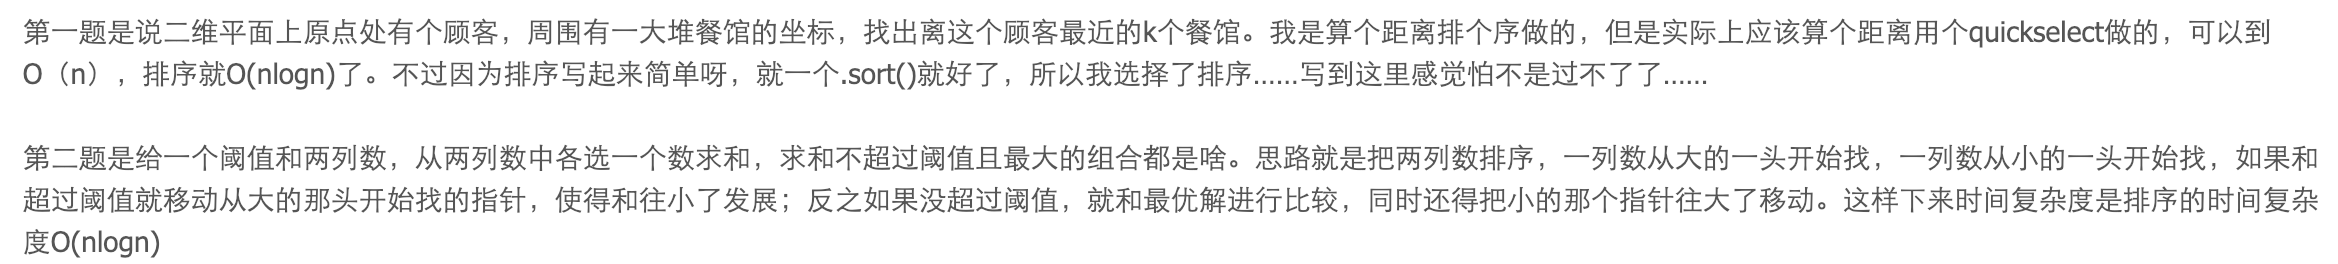 第一题是说二维平面上原点处有个顾客，周围有一大堆餐馆的坐标，找出离这个顾客最近的k个餐馆。我是算个距离排个序做的，但是实际上应该算个距离用个quickselect做的，可以到
O（n），排序就O(nlogn)了。不过因为排序写起来简单呀，就一个.sort()就好了，所以我选择了排序……写到这里感觉怕不是过不了了……
第二题是给一个阈值和两列数，从两列数中各选一个数求和，求和不超过阈值且最大的组合都是啥。思路就是把两列数排序，一列数从大的一头开始找，一列数从小的一头开始找，如果和
超过阈值就移动从大的那头开始找的指针，使得和往小了发展；反之如果没超过阈值，就和最优解进行比较，同时还得把小的那个指针往大了移动。这样下来时间复杂度是排序的时间复杂
度O(nlogn)